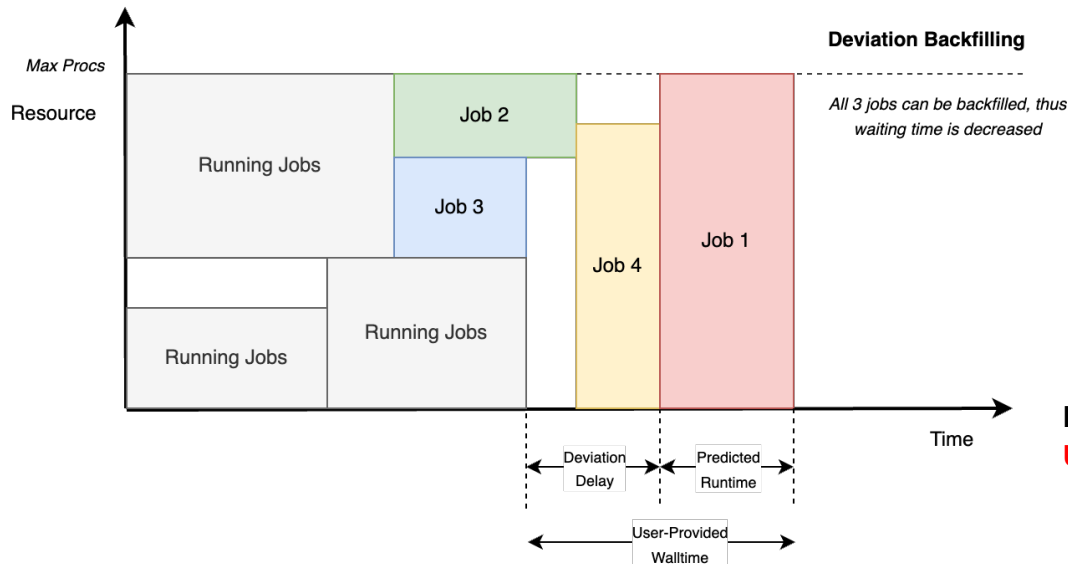 Deviation Backfilling
Max Procs
Resource
All 3 jobs can be backfilled, thus
waiting time is decreased
Job 2
Running Jobs
Job 3
Job 1
Job 4
Running Jobs
Running Jobs
Time
Deviation
Delay
Predicted
Runtime
User-Provided
Walltime